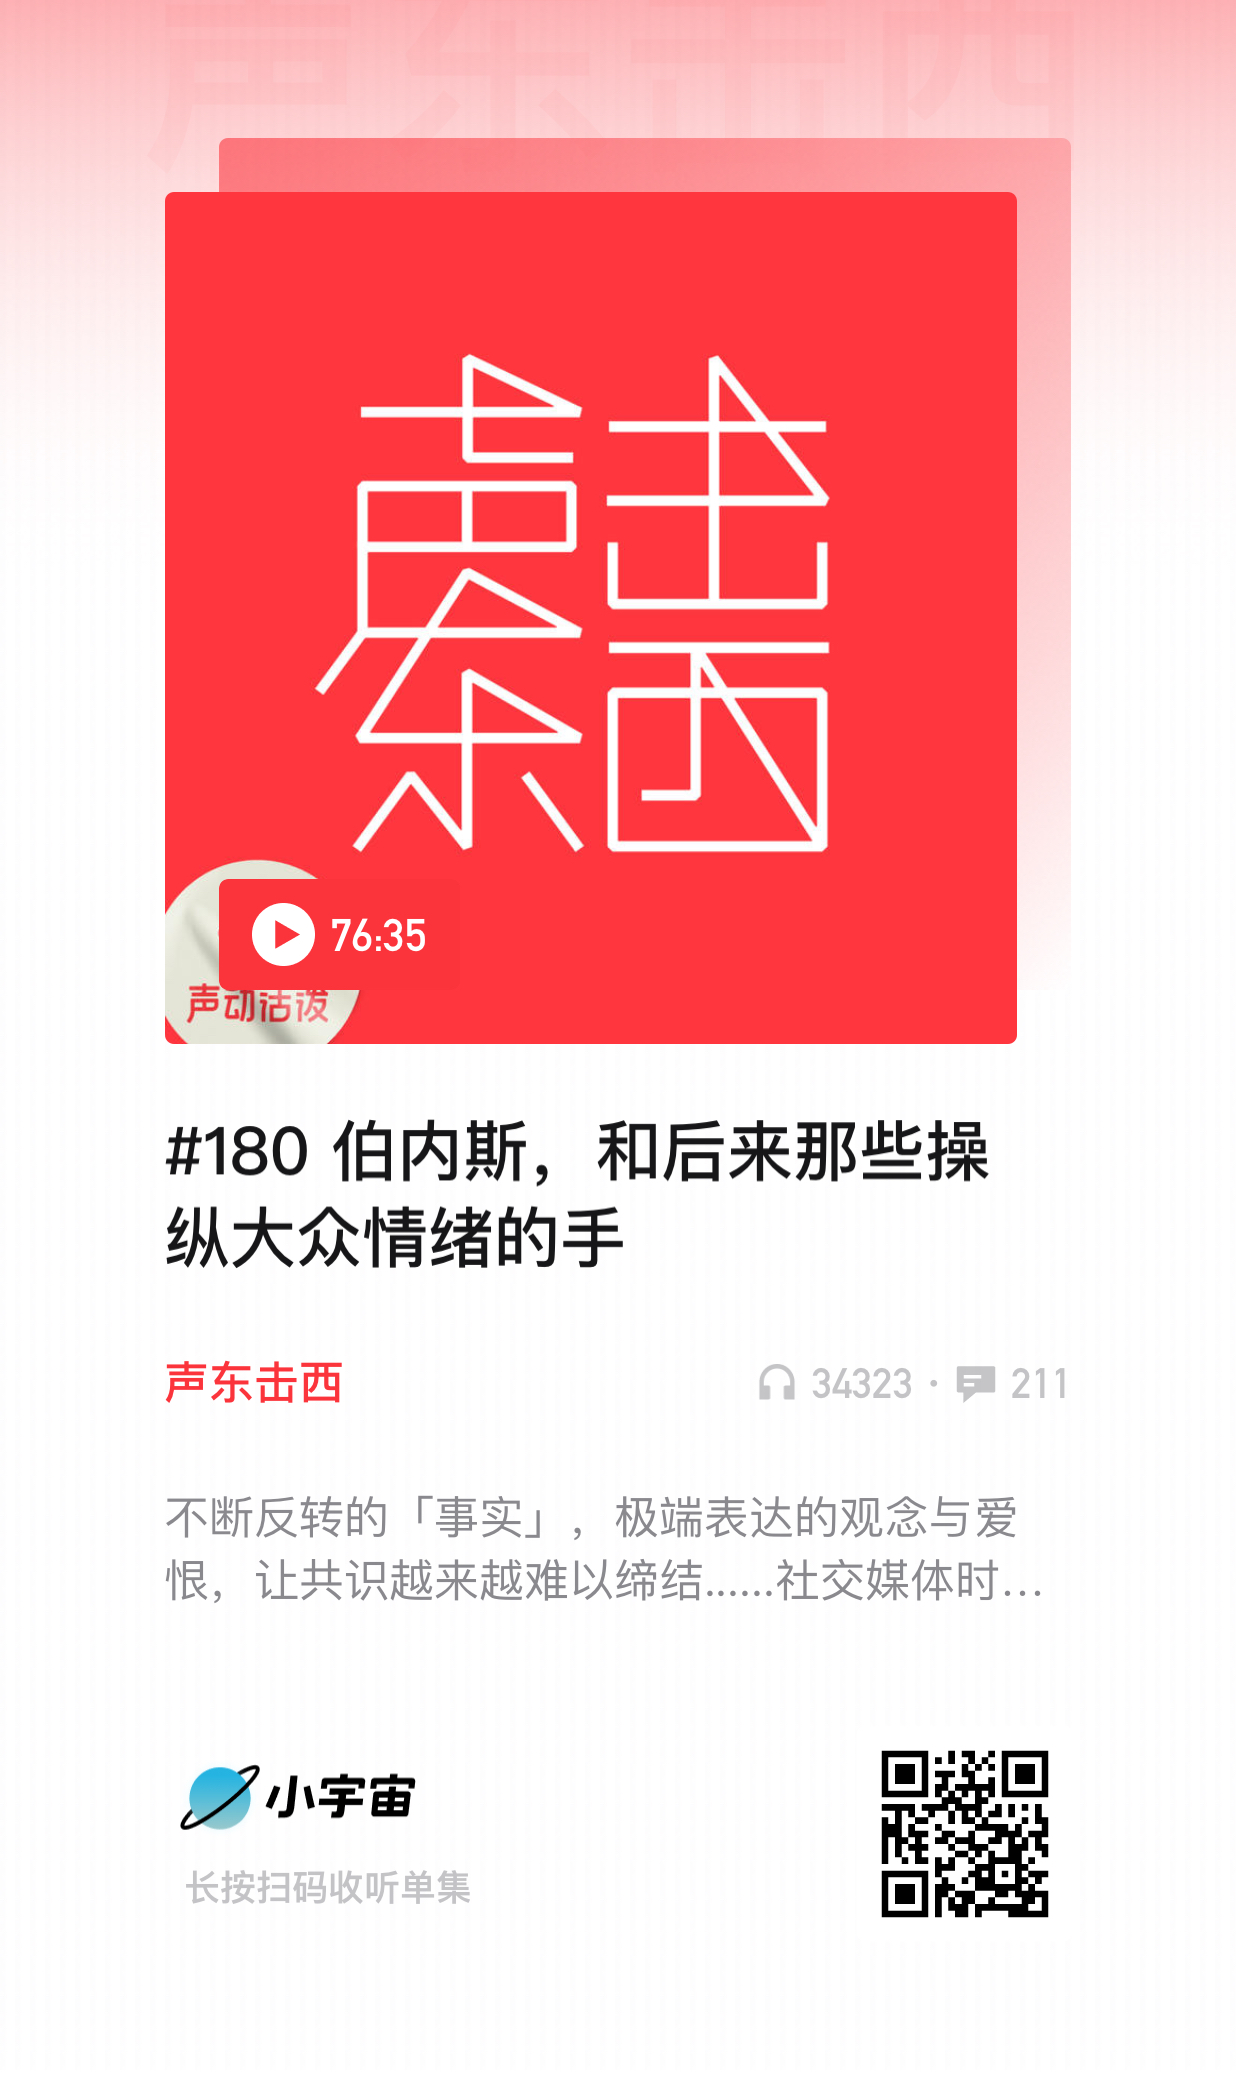 声东击西
声击
东西
76:35
声动活泼
#180 伯内斯，和后来那些操
纵大众情绪的手
声东击西
34323 · 211
不断反转的「事实」，极端表达的观念与爱
恨，让共识越来越难以缔结......社交媒体时...
小宇宙
长按扫码收听单集